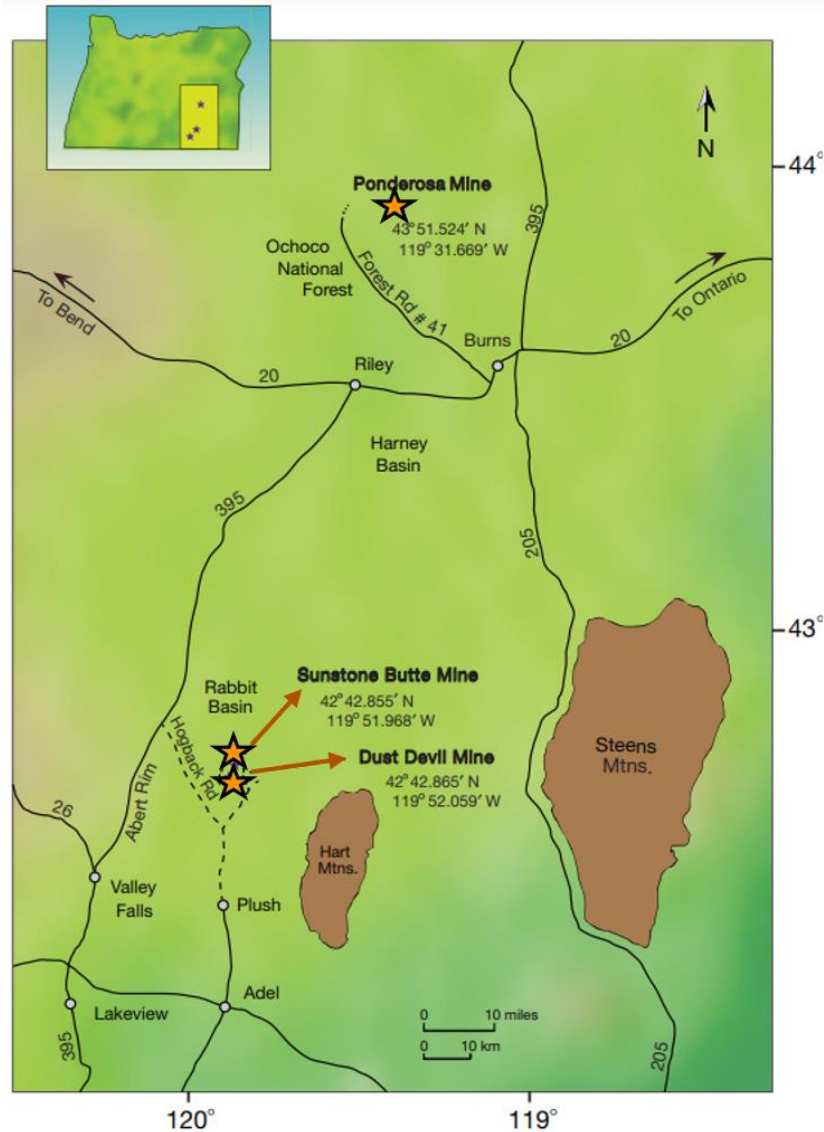 N
44°
Ponderosa Mine
43° 51.524′ N
119° 31.669′ W
395
Ochoco
National
Forest
Forest Rd # 41
To Bend
To Ontario
Burns
20
Riley
20
Harney
Basin
395
205
43°
Sunstone Butte Mine
42° 42.855′ N
119° 51.968′ W
Rabbit
Basin
Hogback Rd
Dust Devil Mine
42° 42.865′ N
119° 52.059′ W
Steens
Mtns.
Abert Rim
26
Hart
Mtns.
Valley
Falls
Plush
Adel
Lakeview
0 10 miles
0 10 km
395
205
120°
119°